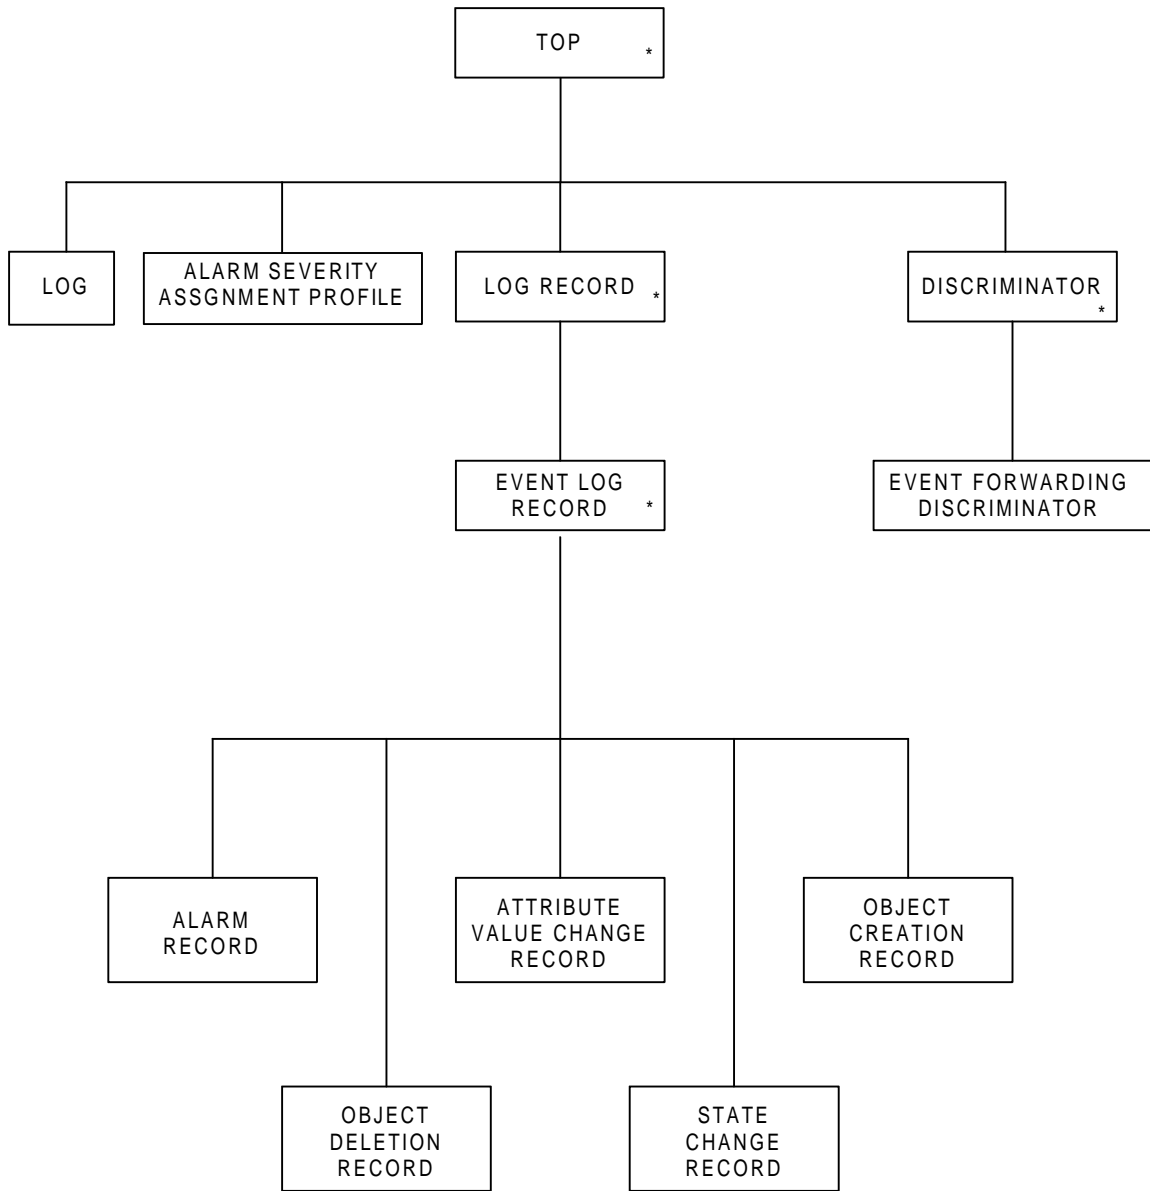 TOP
*
LOG
ALARM SEVERITY
ASSGNMENT PROFILE
LOG RECORD
*
DISCRIMINATOR
*
EVENT LOG
RECORD *
EVENT FORWARDING
DISCRIMINATOR
ALARM
RECORD
ATTRIBUTE
VALUE CHANGE
RECORD
OBJECT
CREATION
RECORD
OBJECT
DELETION
RECORD
STATE
CHANGE
RECORD